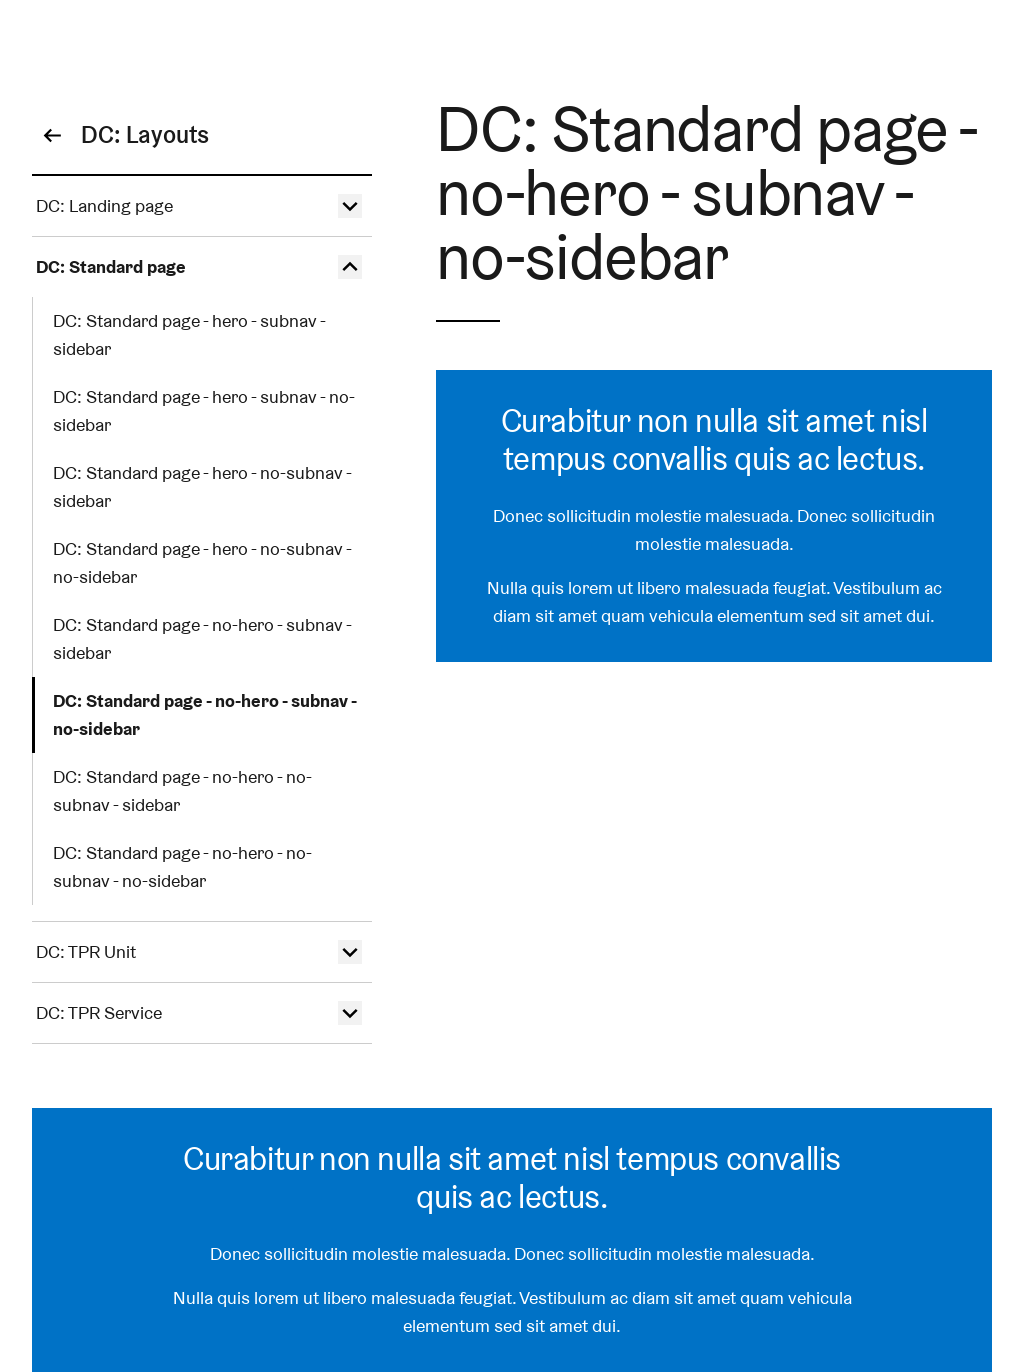 DC: Layouts
DC: Landing page
DC: Standard page
DC: Standard page - hero - subnav -
sidebar
DC: Standard page - hero - subnav - no-
sidebar
DC: Standard page - hero - no-subnav -
sidebar
DC: Standard page - hero - no-subnav -
no-sidebar
DC: Standard page - no-hero - subnav -
sidebar
DC: Standard page - no-hero - subnav -
no-sidebar
DC: Standard page - no-hero - no-
subnav - sidebar
DC: Standard page - no-hero - no-
subnav - no-sidebar
DC: TPR Unit
DC: TPR Service
DC: Standard page -
no-hero - subnav -
no-sidebar
Curabitur non nulla sit amet nisl
tempus convallis quis ac lectus.
Donec sollicitudin molestie malesuada. Donec sollicitudin
molestie malesuada.
Nulla quis lorem ut libero malesuada feugiat. Vestibulum ac
diam sit amet quam vehicula elementum sed sit amet dui.
Curabitur non nulla sit amet nisl tempus convallis
quis ac lectus.
Donec sollicitudin molestie malesuada. Donec sollicitudin molestie malesuada.
Nulla quis lorem ut libero malesuada feugiat. Vestibulum ac diam sit amet quam vehicula
elementum sed sit amet dui.